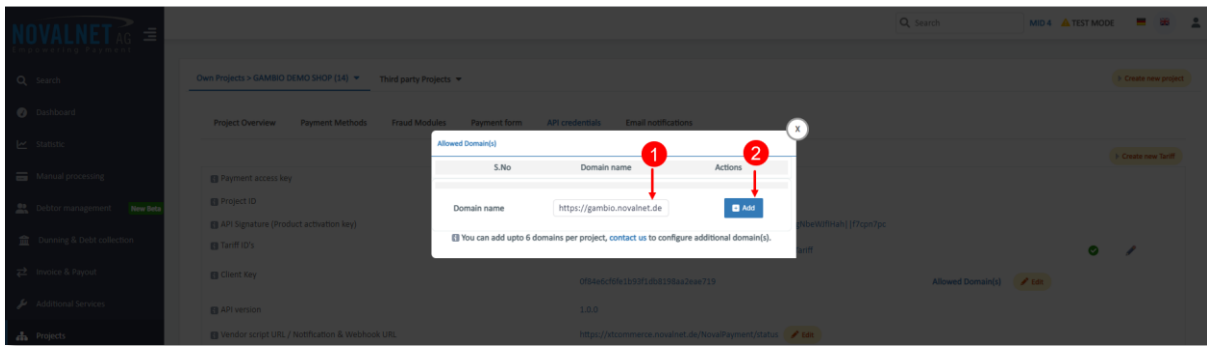 NOVALNET AG
Empowering Payment
Search
MID 4 TEST MODE
Search
Dashboard
Statistic
Manual processing
Debtor management New Beta
Dunning & Debt collection
Invoice & Payout
Additional Services
Projects
Own Projects > GAMBIO DEMO SHOP (14)
Third party Projects
> Create new project
Project Overview
Payment Methods
Fraud Modules
Payment form
API credentials
Email notifications
> Create new Tariff
Allowed Domain(s)
X
1
2
S.No
Domain name
Actions
Domain name
https://gambio.novalnet.de
Add
You can add upto 6 domains per project, contact us to configure additional domain(s).
Payment access key
Project ID
API Signature (Product activation key)
Tariff ID's
Client Key
Allowed Domain(s)
Edit
API version
1.0.0
Vendor script URL / Notification & Webhook URL
https://xtcommerce.novalnet.de/NovalPayment/status
Edit